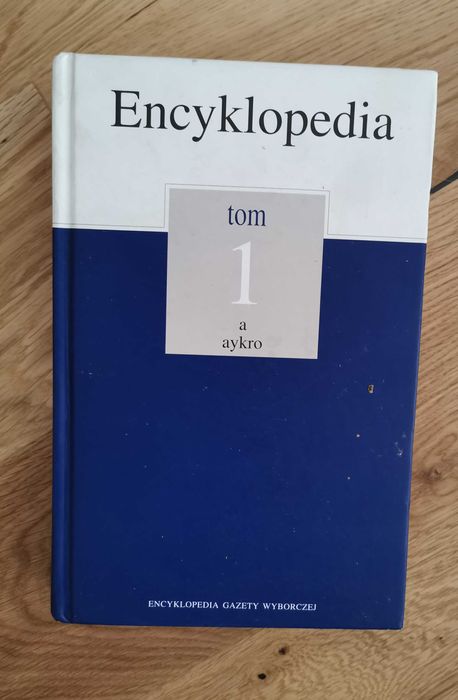 Encyklopedia
tom
1
a
aykro
ENCYKLOPEDIA GAZETY WYBORCZEJ